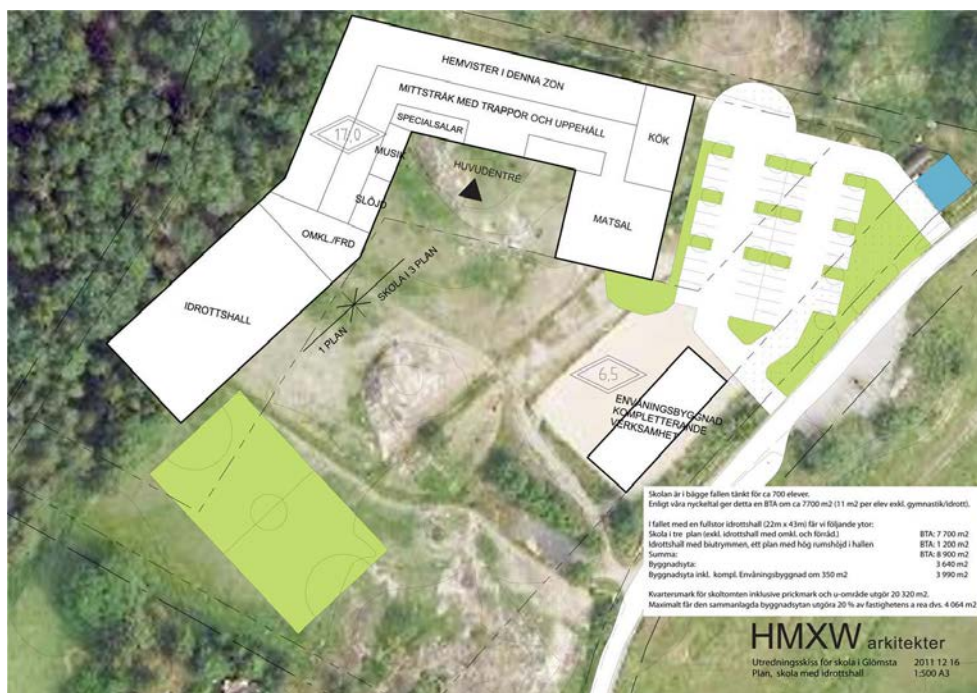 HEMVISTER I DENNA ZON
MITTSTRÅK MED TRAPPOR OCH UPPEHÅLL
SPECIALSALAR
KÖK
17,0
MUSIK
HUVUDENTRÉ
SLÖJD
MATSAL
OMKL./FRD
SKOLA I 3 PLAN
IDROTTSHALL
1 PLAN
6,5
ENVÅNINGSBYGGNAD
KOMPLETTERANDE
VERKSAMHET
Skolan är i bägge fallen tänkt för ca 700 elever.
Enligt våra nyckeltal ger detta en BTA om ca 7700 m2 (11 m2 per elev exkl. gymnastik/idrott).
I fallet med en fullstor idrottshall (22m x 43m) får vi följande ytor:
Skola i tre plan (exkl. idrottshall med omkl. och förråd.) BTA: 7 700 m2
Idrottshall med biutrymmen, ett plan med hög rumshöjd i hallen BTA: 1 200 m2
Summa: BTA: 8 900 m2
Byggnadsyta: 3 640 m2
Byggnadsyta inkl. kompl. Envåningsbyggnad om 350 m2 3 990 m2
Kvartersmark för skoltomten inklusive prickmark och u-område utgör 20 320 m2.
Maximalt får den sammanlagda byggnadsytan utgöra 20 % av fastighetens a rea dvs. 4 064 m2
HMXW arkitekter
Utredningsskiss för skola i Glömsta 2011 12 16
Plan, skola med idrottshall 1:500 A3